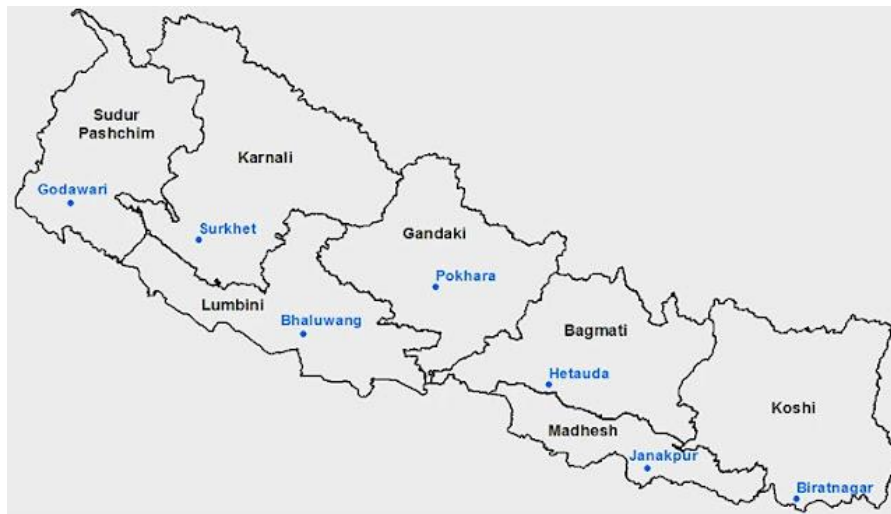 Sudur
Pashchim
Karnali
Godawari
Surkhet
Gandaki
Pokhara
Lumbini
Bhaluwang
Bagmati
Hetauda
Koshi
Madhesh
Janakpur
Biratnagar